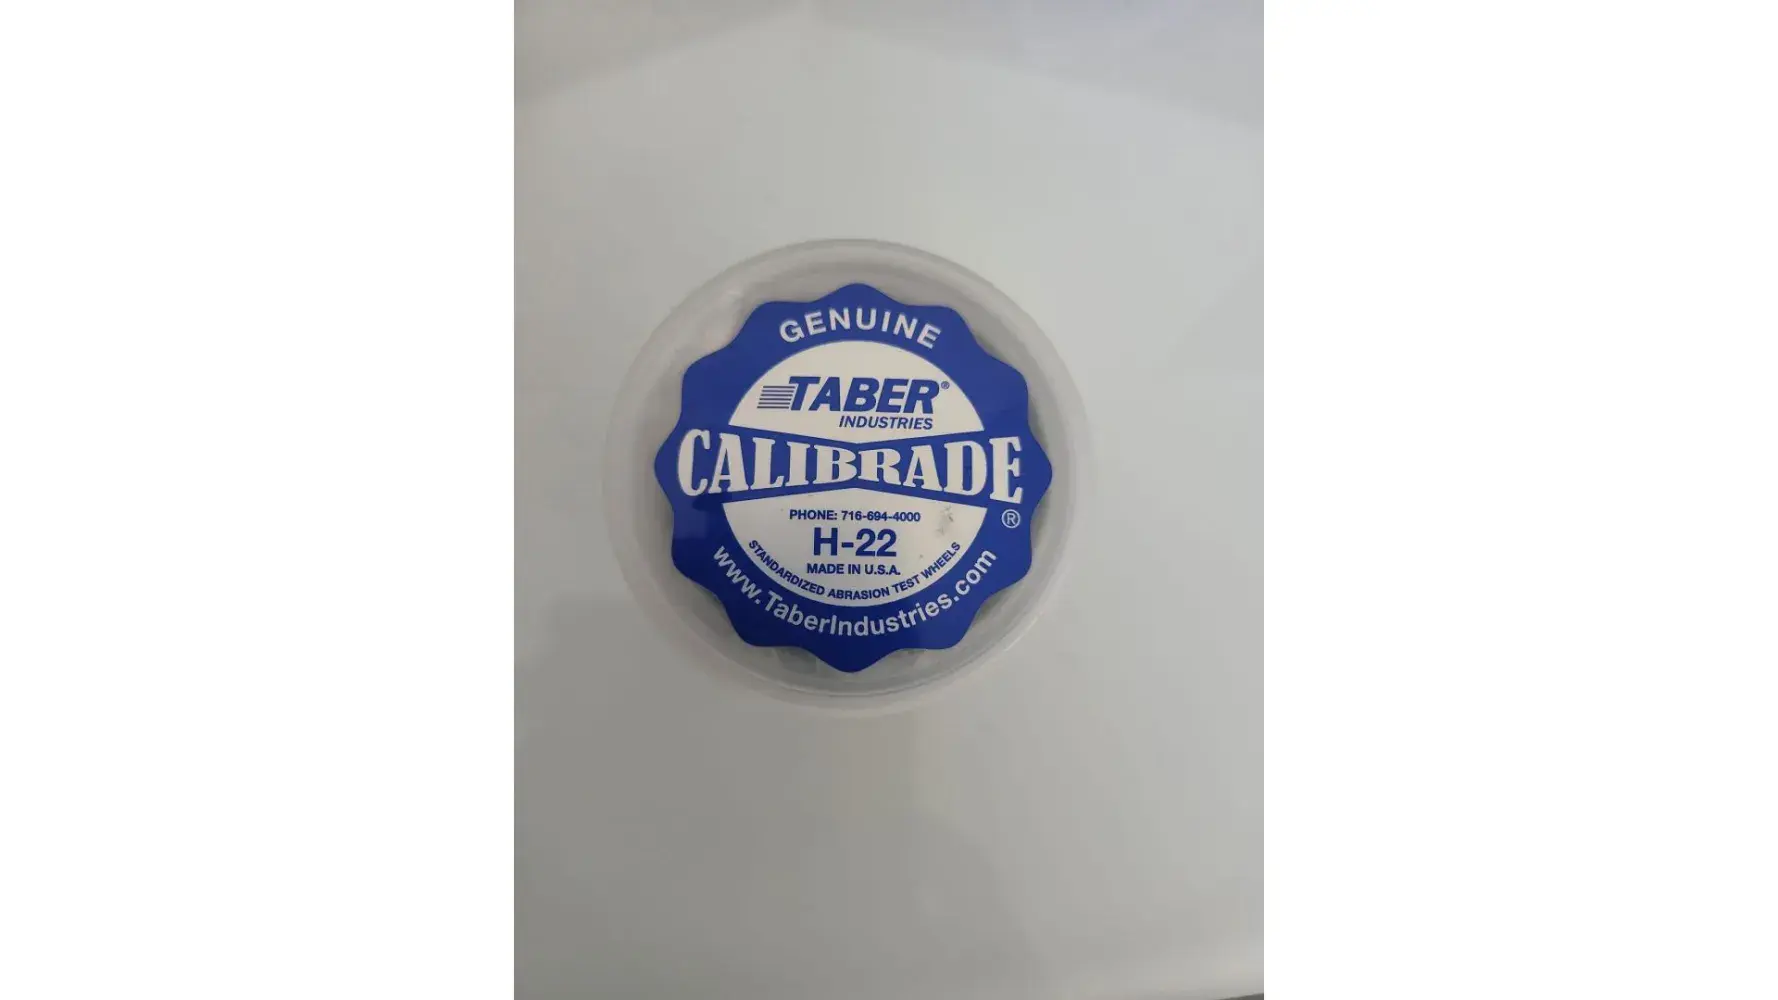 GENUINE
TABER®
INDUSTRIES
CALIBRADE
®
PHONE: 716-694-4000
H-22
MADE IN U.S.A.
STANDARDIZED ABRASION TEST WHEELS
www.TaberIndustries.com